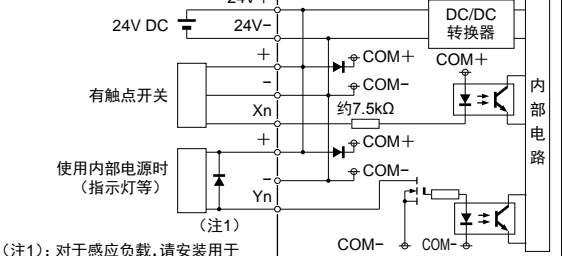 24V+
24V DC
24V−
DC/DC
转换器
+
COM+
COM+
−
COM−
有触点开关
Xn
约7.5kΩ
内部电路
+
COM+
使用内部电源时
（指示灯等）
COM−
−
Yn
（注1）
COM−
COM−
（注1）：对于感应负载，请安装用于